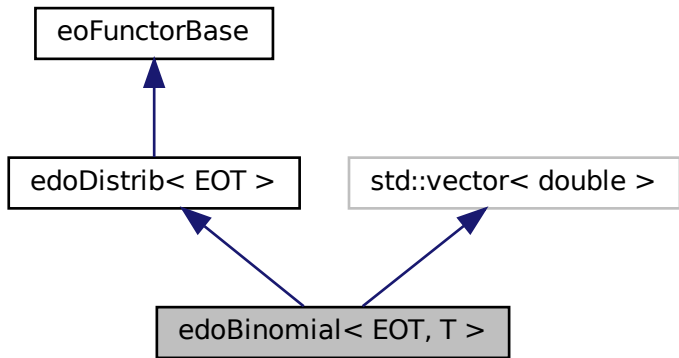 eoFunctorBase
edoDistrib< EOT >
std::vector< double >
edoBinomial< EOT, T >